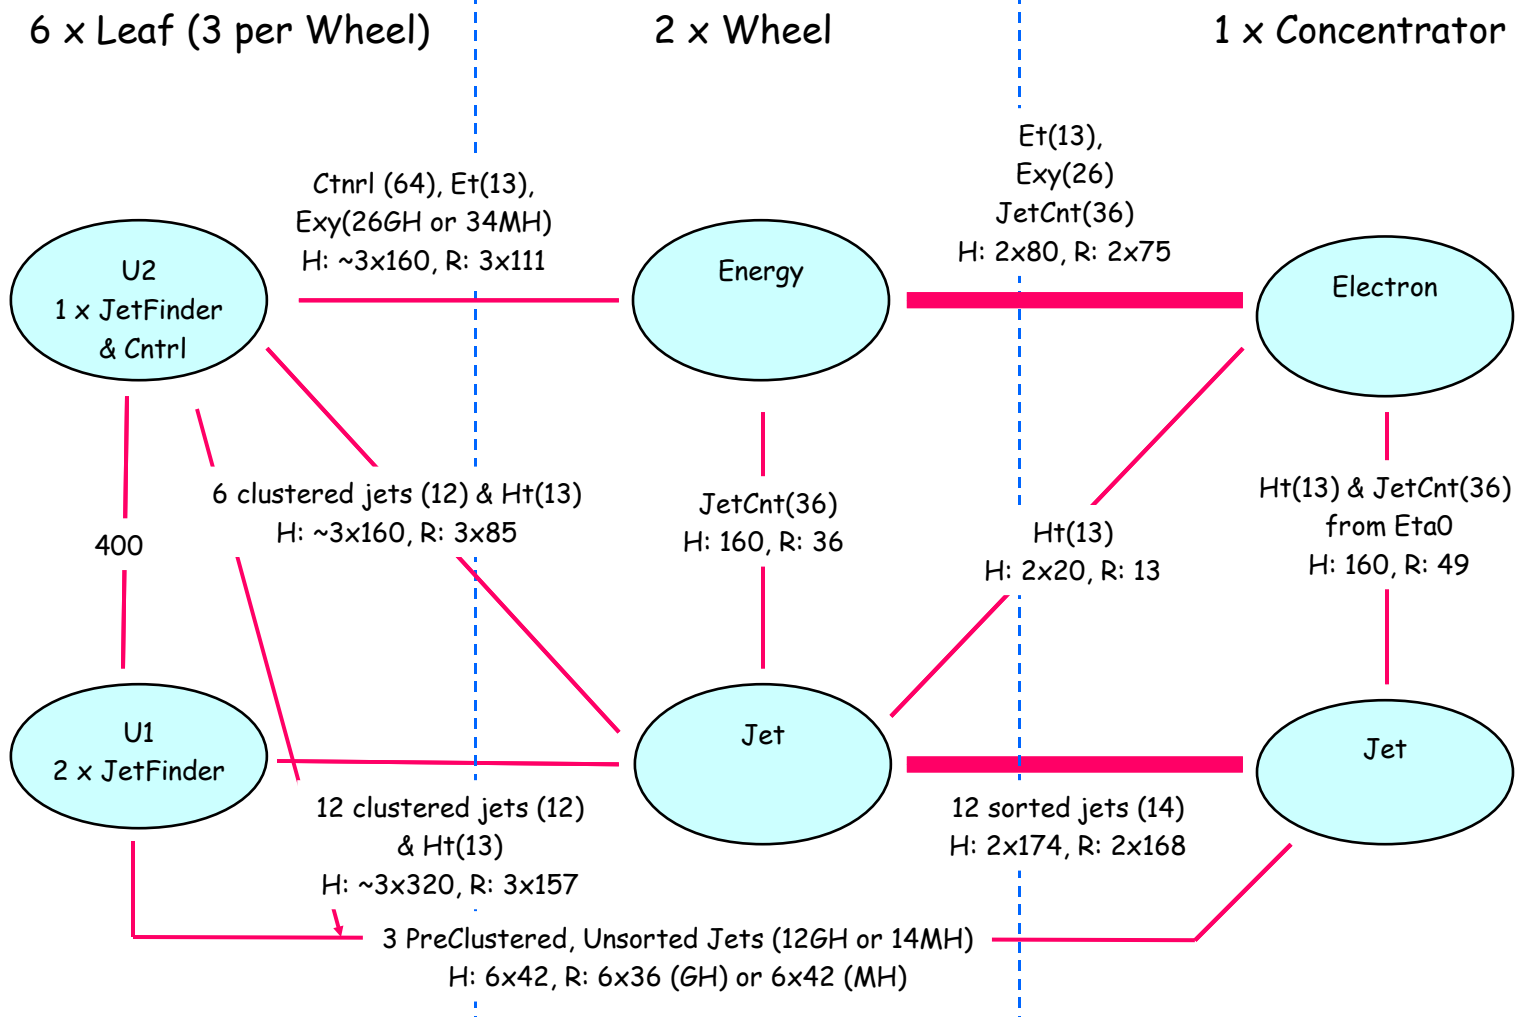 6 x Leaf (3 per Wheel)
2 x Wheel
1 x Concentrator
Ctnrl (64), Et(13),
Exy(26GH or 34MH)
H: ~3x160, R: 3x111
Et(13),
Exy(26)
JetCnt(36)
H: 2x80, R: 2x75
U2
1 x JetFinder
& Cntrl
Energy
Electron
6 clustered jets (12) & Ht(13)
H: ~3x160, R: 3x85
400
JetCnt(36)
H: 160, R: 36
Ht(13)
H: 2x20, R: 13
Ht(13) & JetCnt(36)
from Eta0
H: 160, R: 49
U1
2 x JetFinder
Jet
Jet
12 clustered jets (12)
& Ht(13)
H: ~3x320, R: 3x157
12 sorted jets (14)
H: 2x174, R: 2x168
3 PreClustered, Unsorted Jets (12GH or 14MH)
H: 6x42, R: 6x36 (GH) or 6x42 (MH)